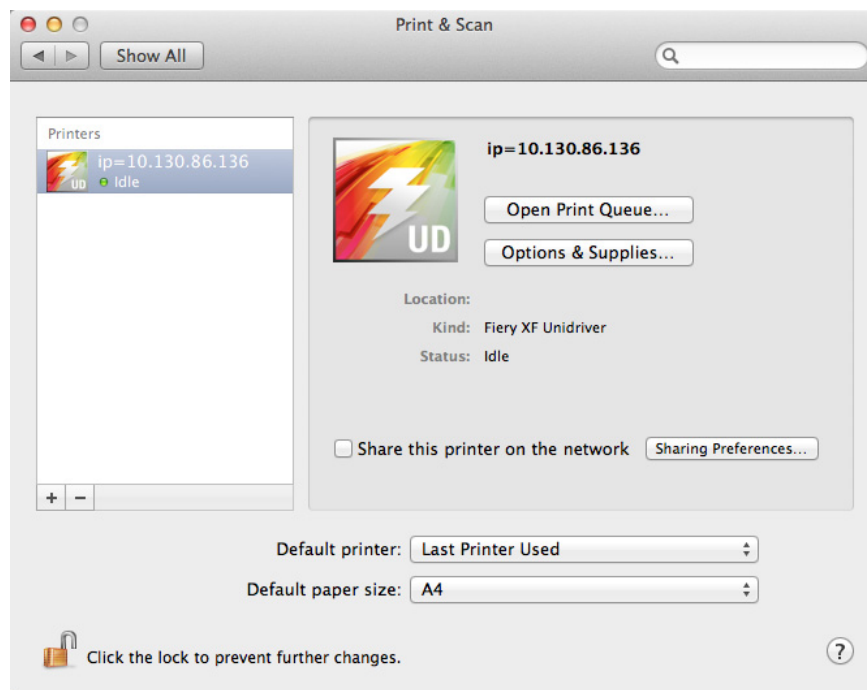 Print & Scan
Show All
Printers
ip=10.130.86.136
UD
Idle
ip=10.130.86.136
UD
Open Print Queue...
Options & Supplies...
Location:
Kind: Fiery XF Unidriver
Status: Idle
Share this printer on the network
Sharing Preferences...
+ −
Default printer: Last Printer Used
Default paper size: A4
Click the lock to prevent further changes.
?